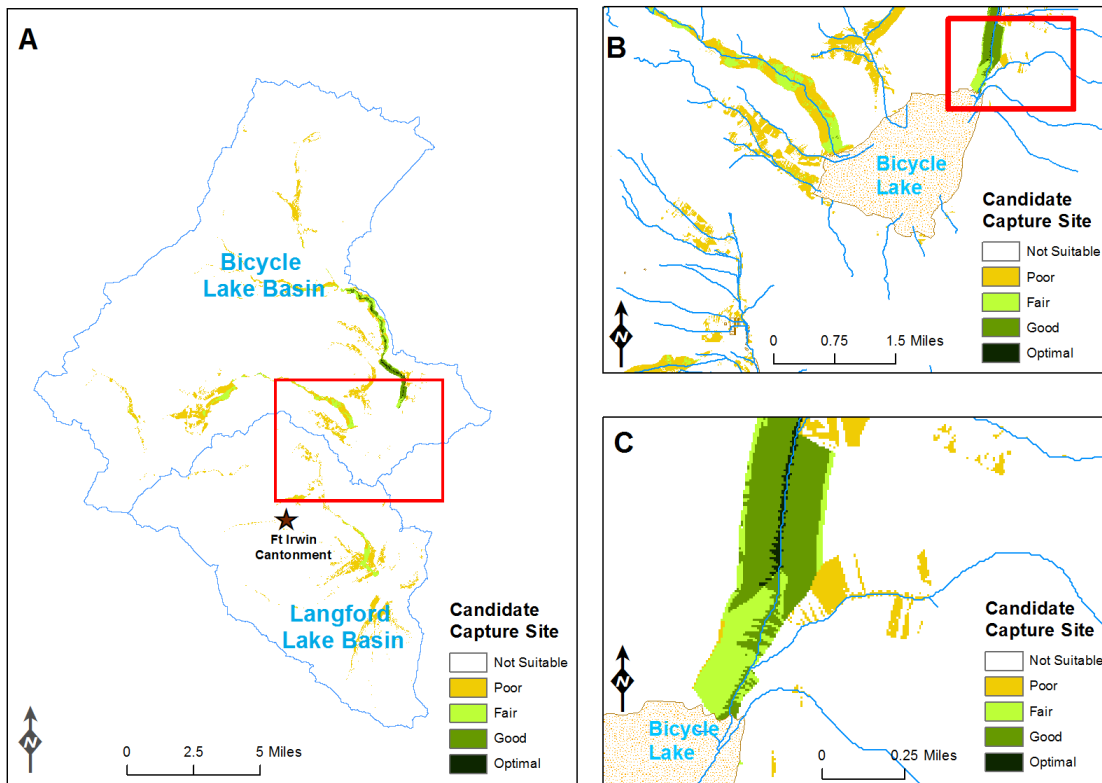 A
Bicycle
Lake Basin
Ft Irwin
Cantonment
Langford
Lake Basin
Candidate
Capture Site
Not Suitable
Poor
Fair
Good
Optimal
N
0 2.5 5 Miles
B
Bicycle
Lake
Candidate
Capture Site
Not Suitable
Poor
Fair
Good
Optimal
N
0 0.75 1.5 Miles
C
Bicycle
Lake
Candidate
Capture Site
Not Suitable
Poor
Fair
Good
Optimal
N
0 0.25 Miles